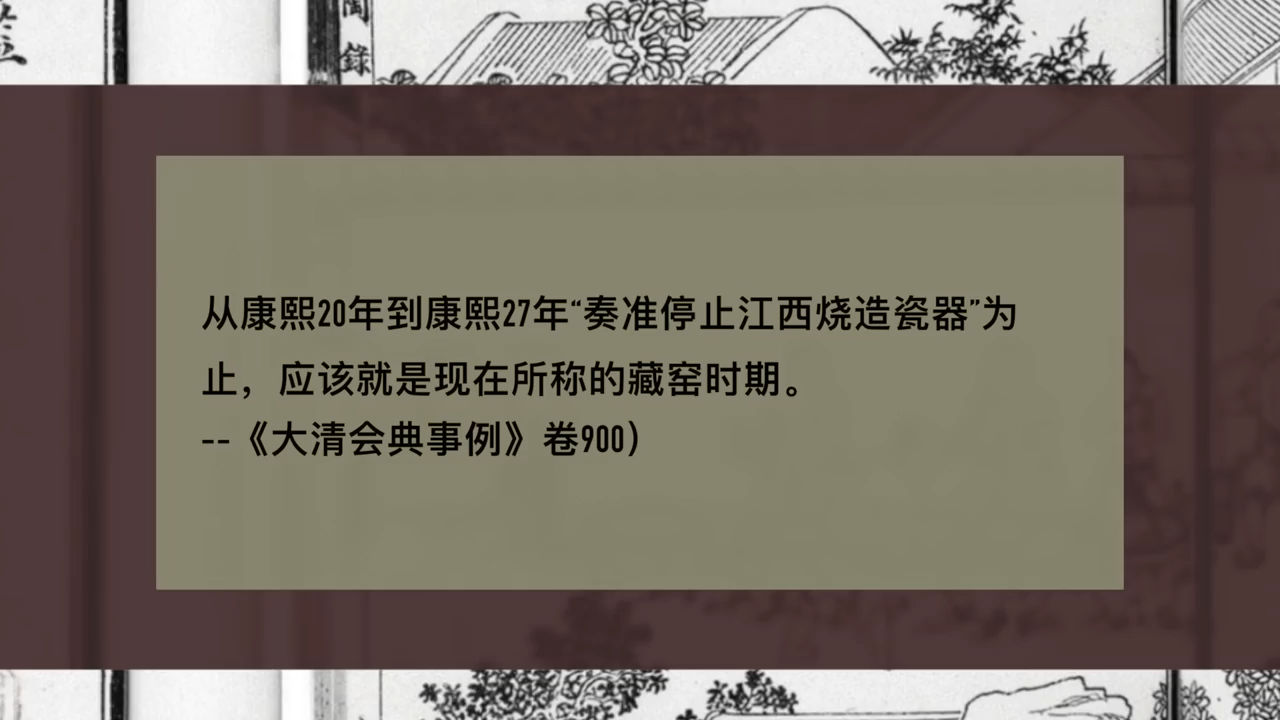 陶錄
从康熙20年到康熙27年“奏准停止江西烧造瓷器”为
止，应该就是现在所称的藏窑时期。
--《大清会典事例》卷900）